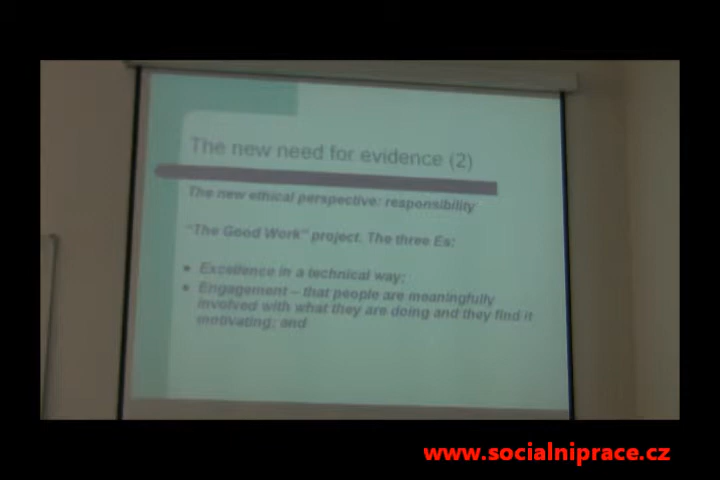 The new need for evidence (2)
The new ethical perspective: responsibility
"The Good Work" project. The three Es:
• Excellence in a technical way;
• Engagement – that people are meaningfully
involved with what they are doing and they find it
motivating; and
www.socialniprace.cz